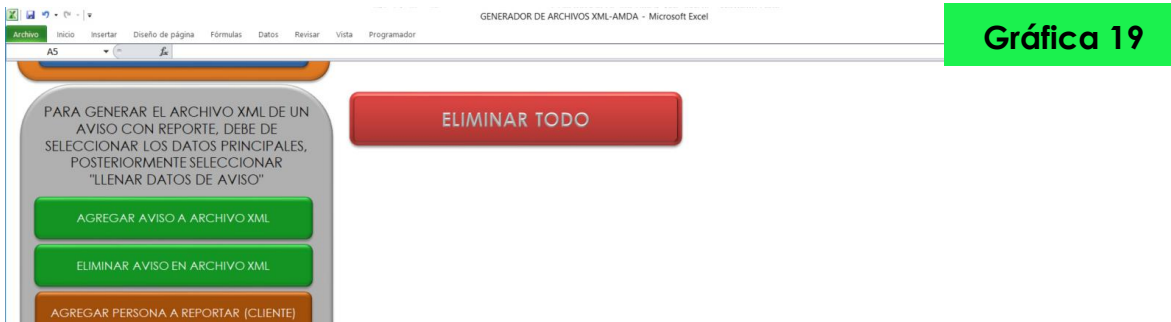 GENERADOR DE ARCHIVOS XML-AMDA - Microsoft Excel
Gráfica 19
Archivo Inicio Insertar Diseño de página Fórmulas Datos Revisar Vista Programador
A5 fx
PARA GENERAR EL ARCHIVO XML DE UN
AVISO CON REPORTE, DEBE DE
SELECCIONAR LOS DATOS PRINCIPALES,
POSTERIORMENTE SELECCIONAR
"LLENAR DATOS DE AVISO"
ELIMINAR TODO
AGREGAR AVISO A ARCHIVO XML
ELIMINAR AVISO EN ARCHIVO XML
AGREGAR PERSONA A REPORTAR (CLIENTE)